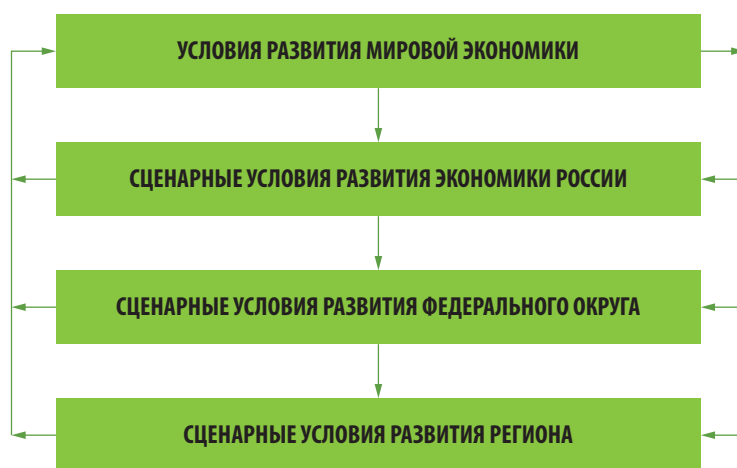 УСЛОВИЯ РАЗВИТИЯ МИРОВОЙ ЭКОНОМИКИ
СЦЕНАРНЫЕ УСЛОВИЯ РАЗВИТИЯ ЭКОНОМИКИ РОССИИ
СЦЕНАРНЫЕ УСЛОВИЯ РАЗВИТИЯ ФЕДЕРАЛЬНОГО ОКРУГА
СЦЕНАРНЫЕ УСЛОВИЯ РАЗВИТИЯ РЕГИОНА